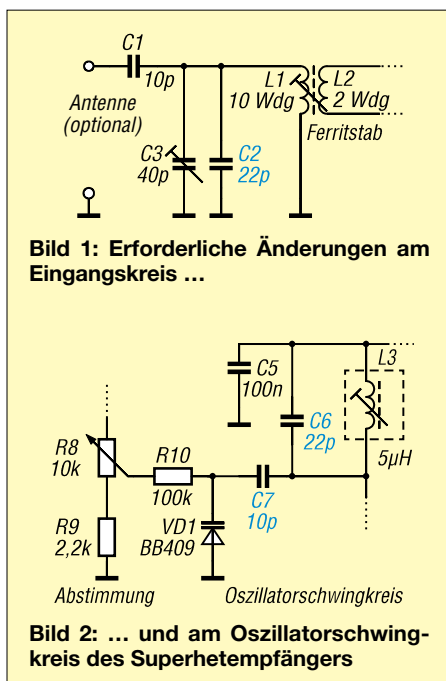 C1
10p
Antenne
(optional)
C3
40p
C2
22p
L1
10 Wdg
L2
2 Wdg
Ferritstab
Bild 1: Erforderliche Änderungen am
Eingangskreis …
R8
10k
R9
2,2k
R10
100k
VD1
BB409
C5
100n
C6
22p
C7
10p
L3
5µH
Abstimmung
Oszillatorschwingkreis
Bild 2: … und am Oszillatorschwing-
kreis des Superhetempfängers